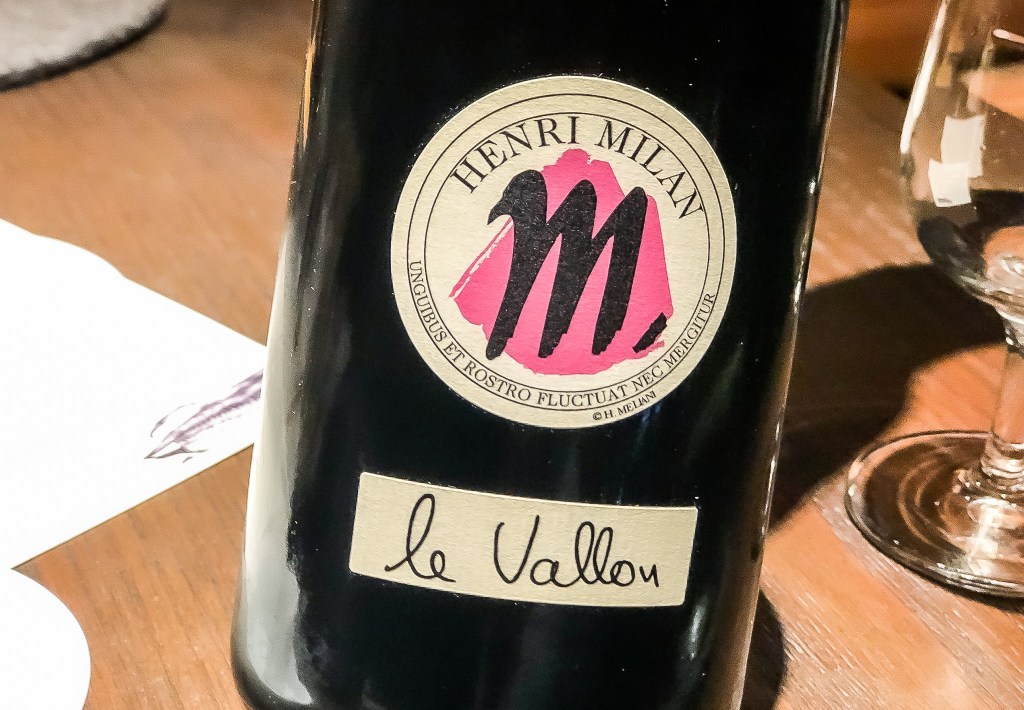 HENRI MILAN
m.
UNGUIBUS ET ROSTRO FLUCTUAT NEC MERGITUR
© H. MELIANI
le Vallon